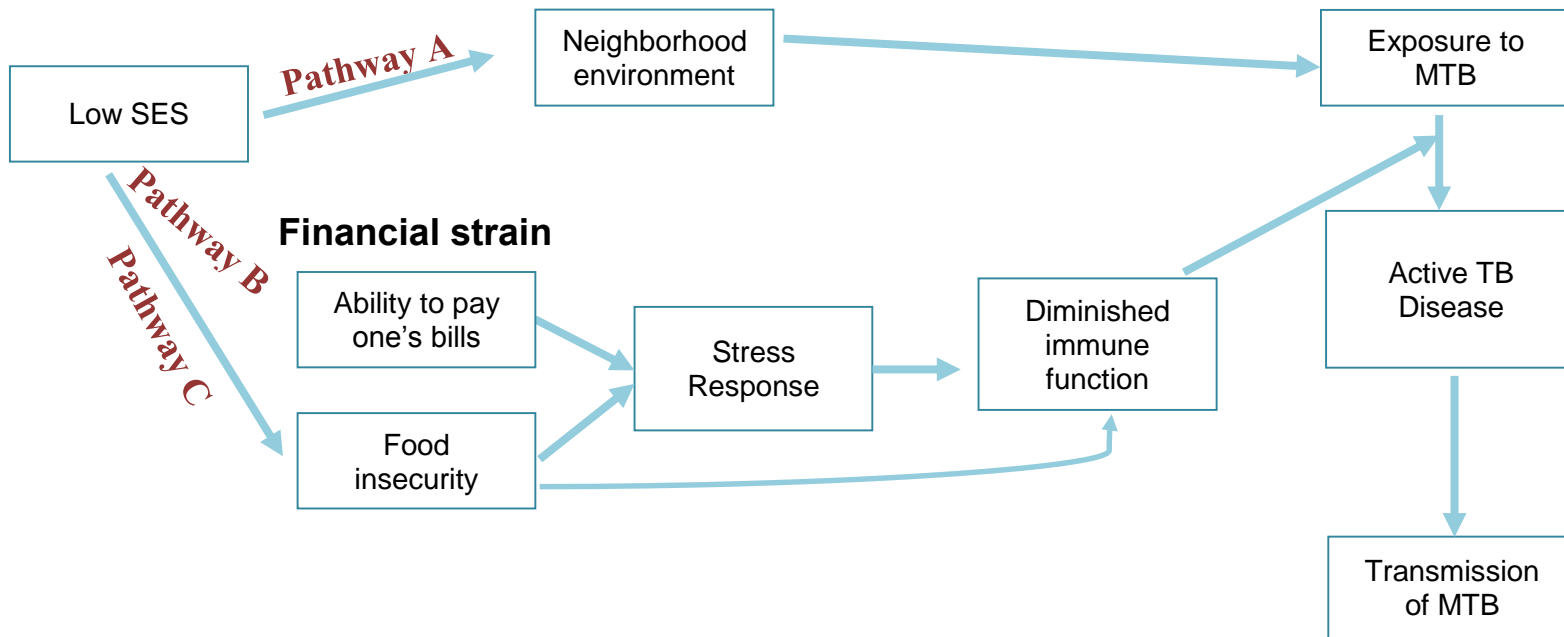 Low SES
Pathway A
Neighborhood
environment
Exposure to
MTB
Pathway B
Pathway C
Financial strain
Ability to pay
one’s bills
Food
insecurity
Stress
Response
Diminished
immune
function
Active TB
Disease
Transmission
of MTB